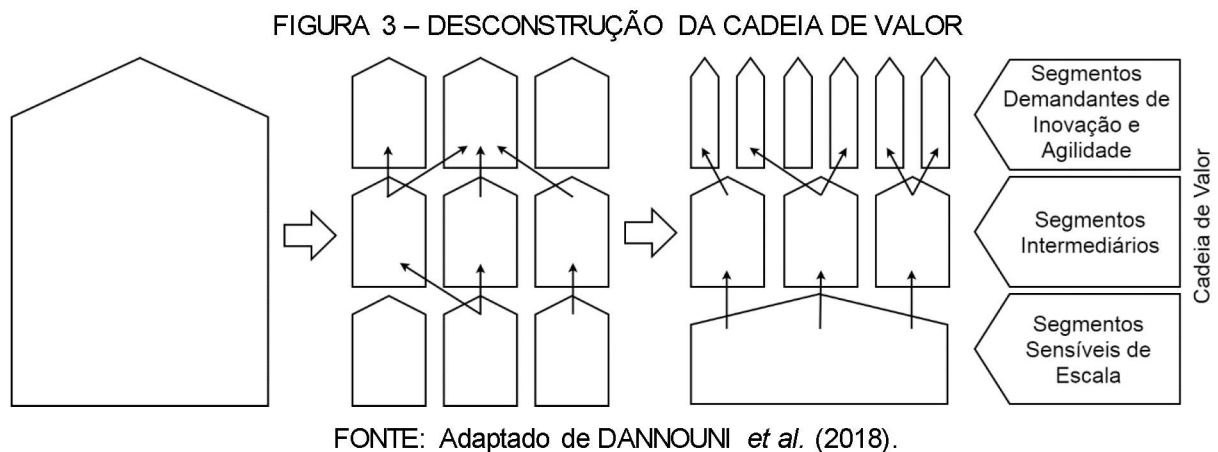 FIGURA 3 – DESCONSTRUÇÃO DA CADEIA DE VALOR
Segmentos
Demandantes de
Inovação e
Agilidade
Segmentos
Intermediários
Segmentos
Sensíveis de
Escala
Cadeia de Valor
FONTE: Adaptado de DANNOUNI et al. (2018).